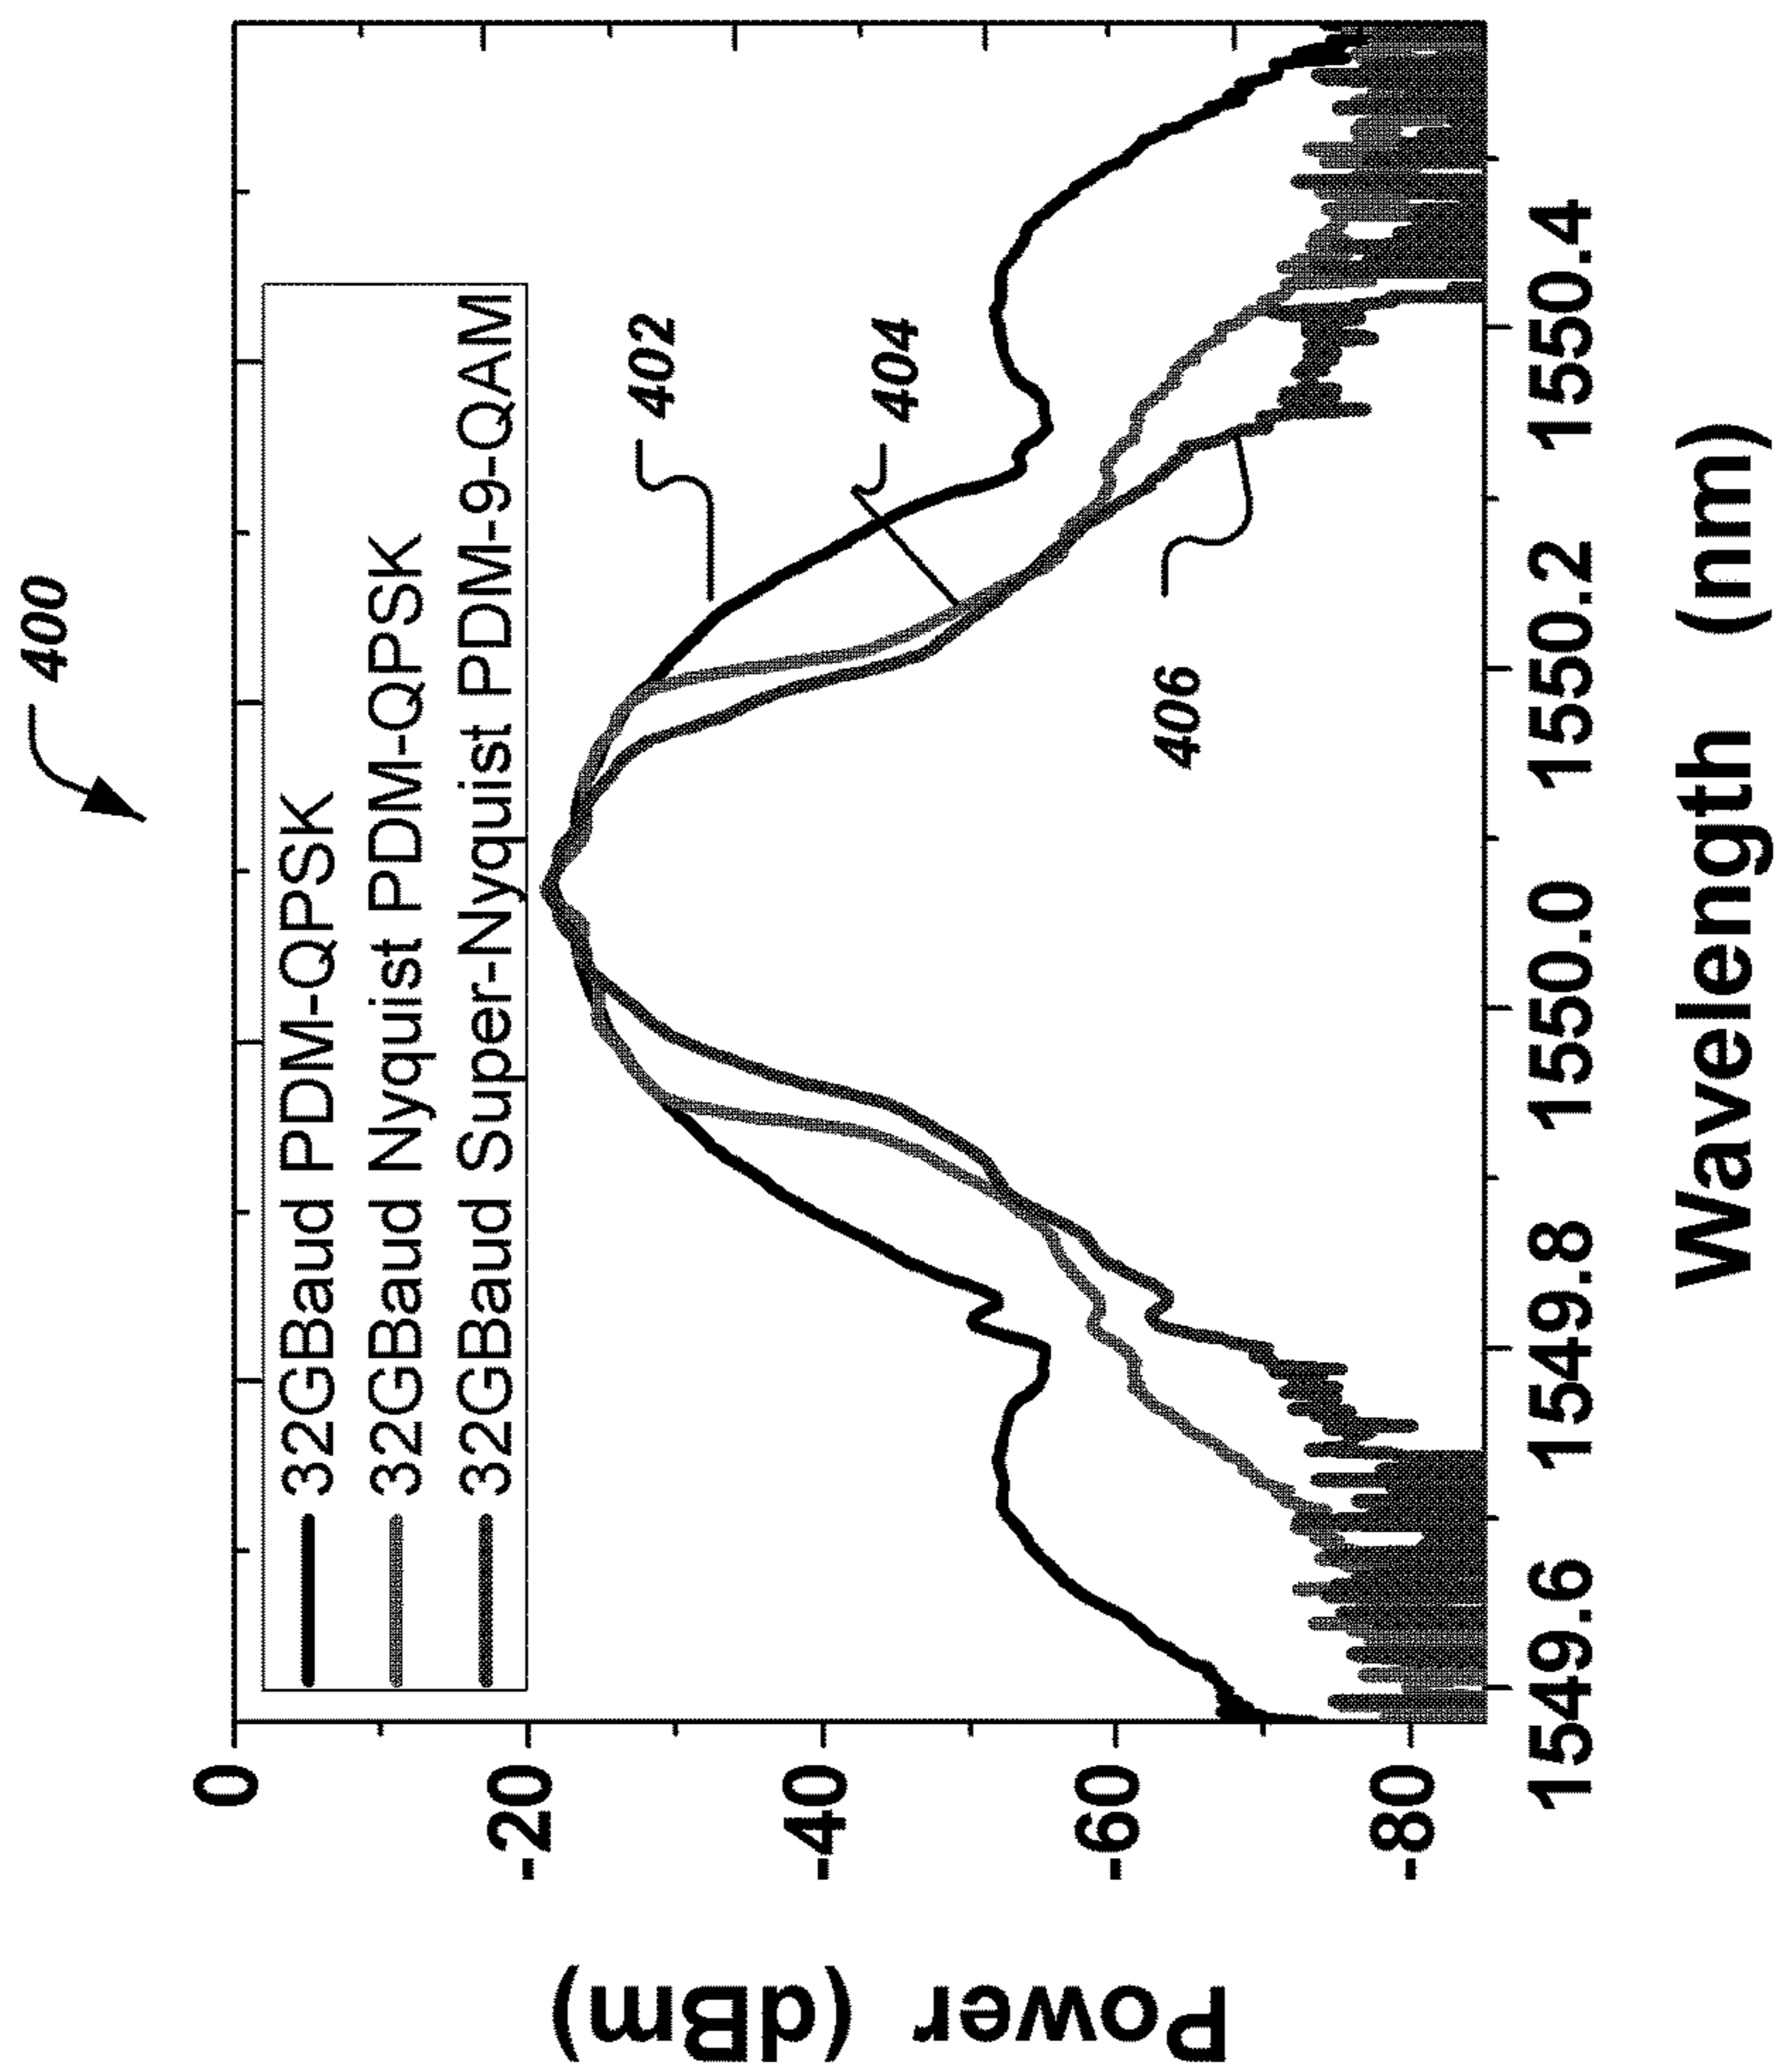 400
32GBaud PDM-QPSK
32GBaud Nyquist PDM-QPSK
32GBaud Super-Nyquist PDM-9-QAM
402
404
406
0
-20
-40
-60
-80
Power (dBm)
1549.6 1549.8 1550.0 1550.2 1550.4
Wavelength (nm)